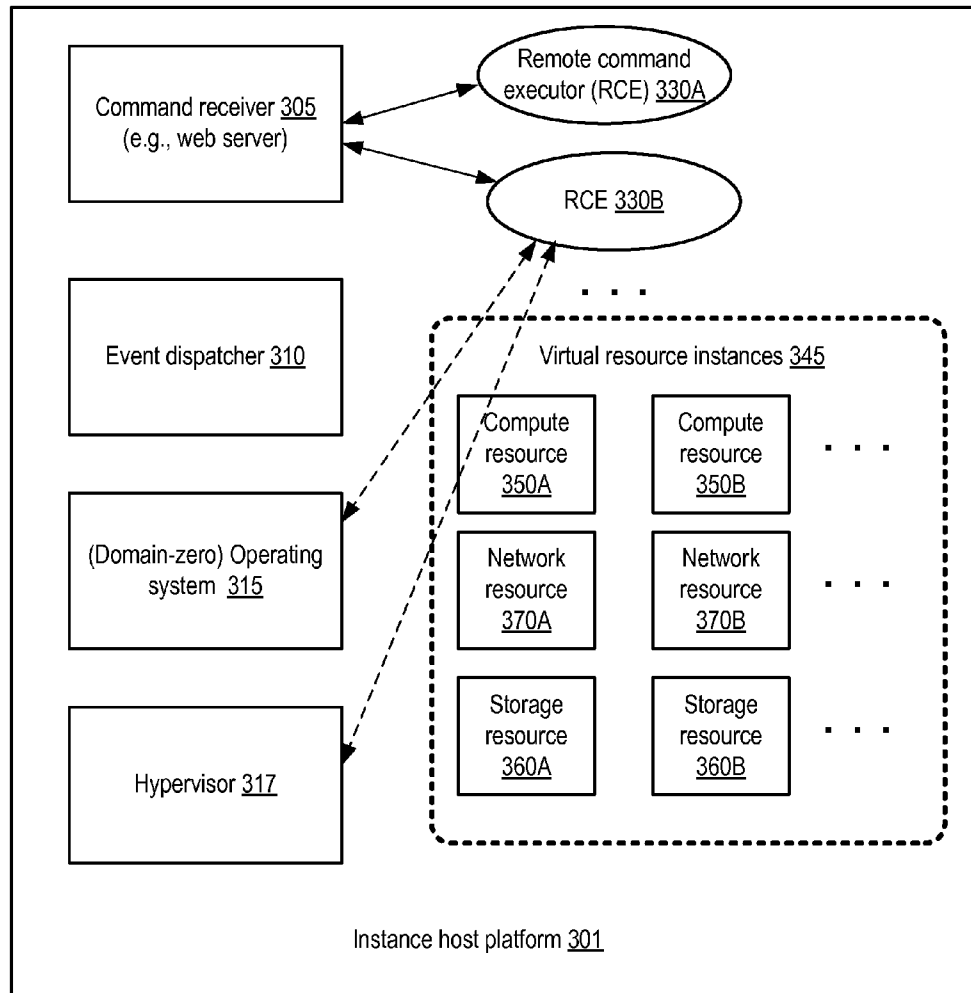 Command receiver 305
(e.g., web server)
Remote command
executor (RCE) 330A
RCE 330B
. . .
Event dispatcher 310
Virtual resource instances 345
Compute
resource
350A
Compute
resource
350B
. . .
(Domain-zero) Operating
system 315
Network
resource
370A
Network
resource
370B
. . .
Hypervisor 317
Storage
resource
360A
Storage
resource
360B
. . .
Instance host platform 301